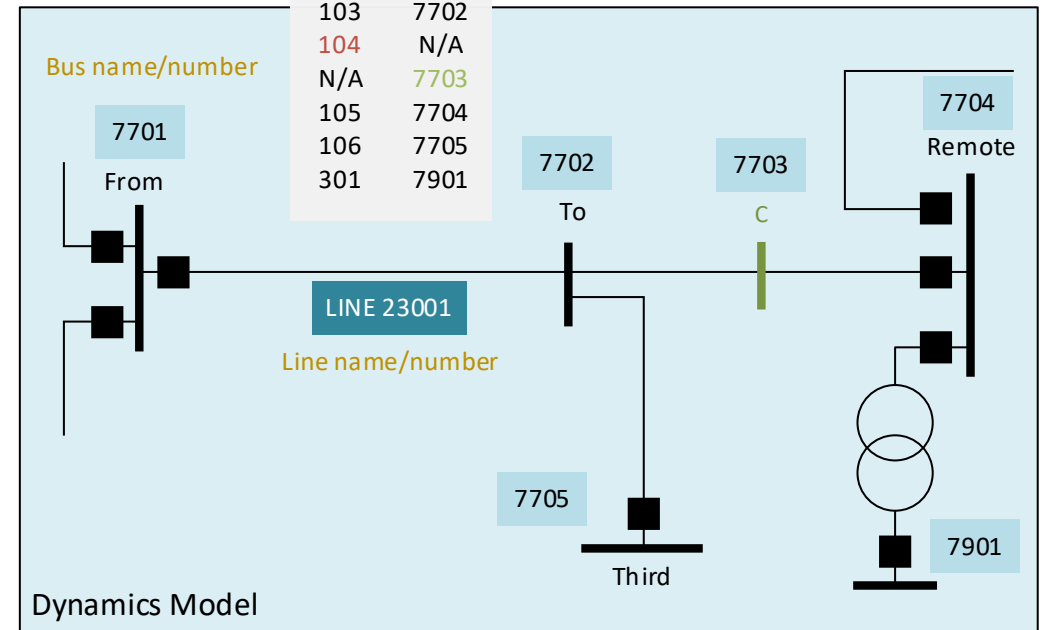 103 7702
104 N/A
N/A 7703
105 7704
106 7705
301 7901
Bus name/number
7701
From
7702
To
7703
C
7704
Remote
LINE 23001
Line name/number
7705
Third
7901
Dynamics Model